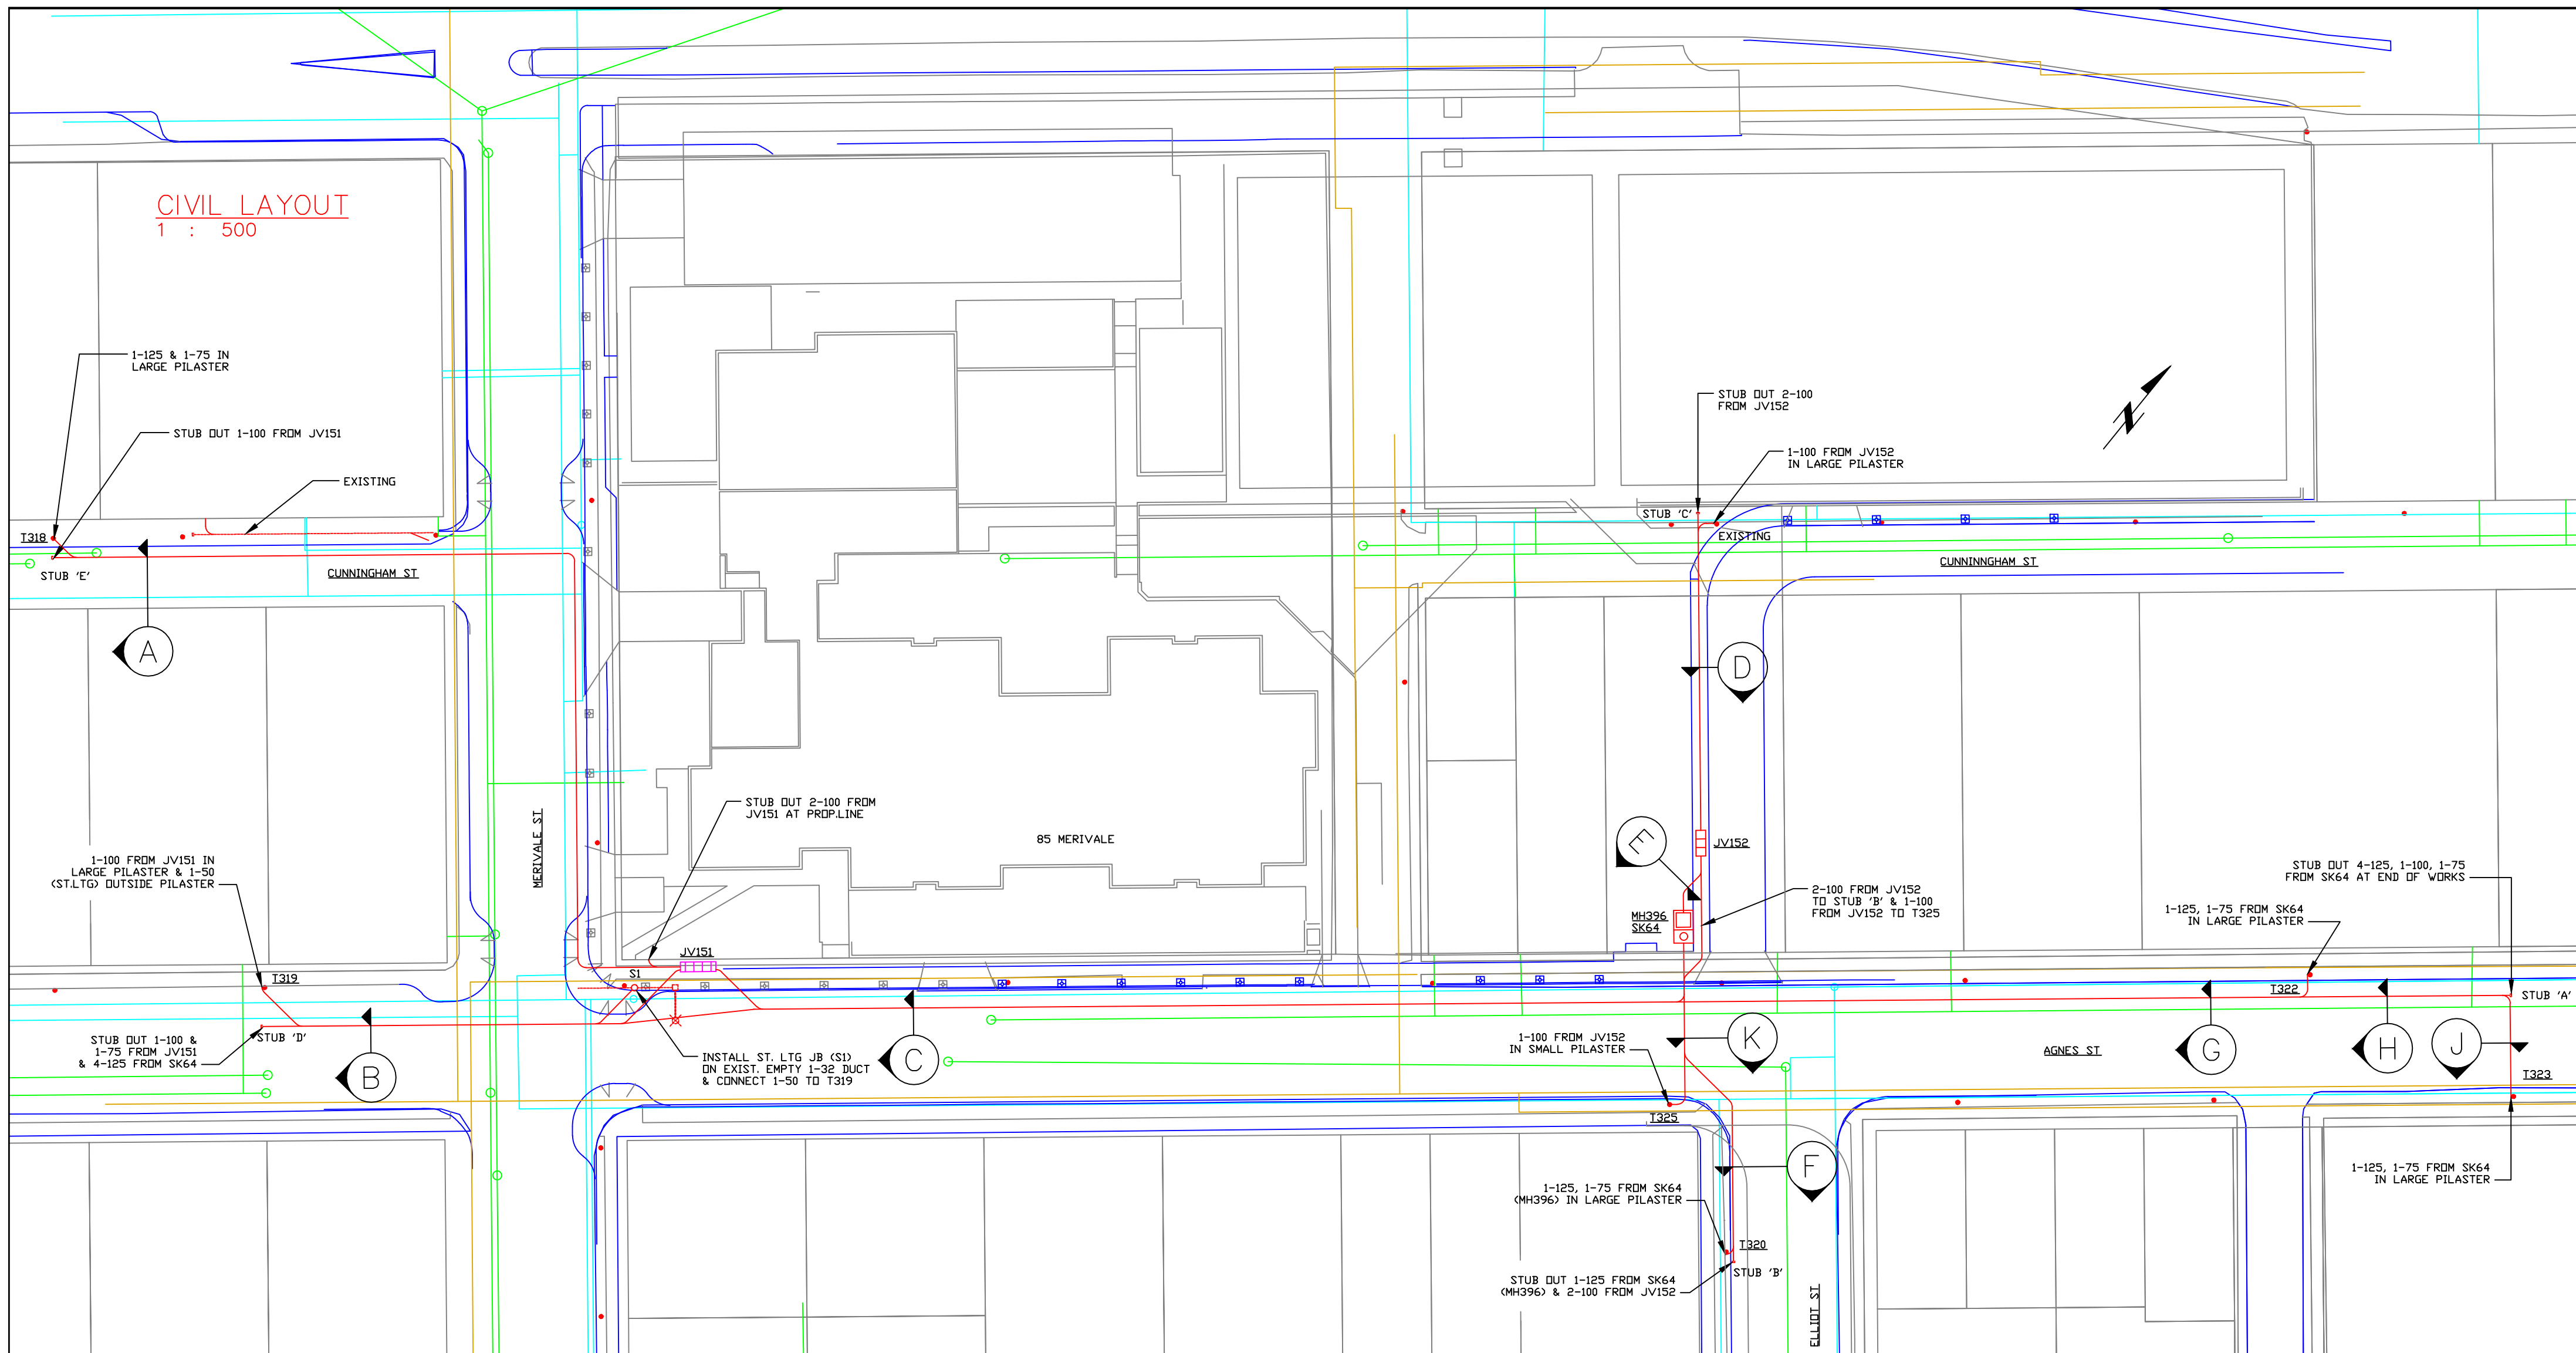 CIVIL LAYOUT
1 : 500
1-125 & 1-75 IN
LARGE PILASTER
STUB OUT 1-100 FROM JV151
EXISTING
T318
STUB 'E'
CUNNINGHAM ST
A
STUB OUT 2-100
FROM JV152
1-100 FROM JV152
IN LARGE PILASTER
STUB 'C'
EXISTING
CUNNINNGHAM ST
N
D
MERIVALE ST
STUB OUT 2-100 FROM
JV151 AT PROP.LINE
85 MERIVALE
E
JV152
1-100 FROM JV151 IN
LARGE PILASTER & 1-50
(ST.LTG) OUTSIDE PILASTER
2-100 FROM JV152
TO STUB 'B' & 1-100
FROM JV152 TO T325
MH396
SK64
STUB OUT 4-125, 1-100, 1-75
FROM SK64 AT END OF WORKS
1-125, 1-75 FROM SK64
IN LARGE PILASTER
JV151
S1
T319
T322
STUB 'A'
STUB 'D'
STUB OUT 1-100 &
1-75 FROM JV151
& 4-125 FROM SK64
B
INSTALL ST. LTG JB (S1)
ON EXIST. EMPTY 1-32 DUCT
& CONNECT 1-50 TO T319
C
1-100 FROM JV152
IN SMALL PILASTER
K
AGNES ST
G
H
J
T323
T325
F
1-125, 1-75 FROM SK64
(MH396) IN LARGE PILASTER
1-125, 1-75 FROM SK64
IN LARGE PILASTER
T320
STUB 'B'
STUB OUT 1-125 FROM SK64
(MH396) & 2-100 FROM JV152
ELLIOT ST